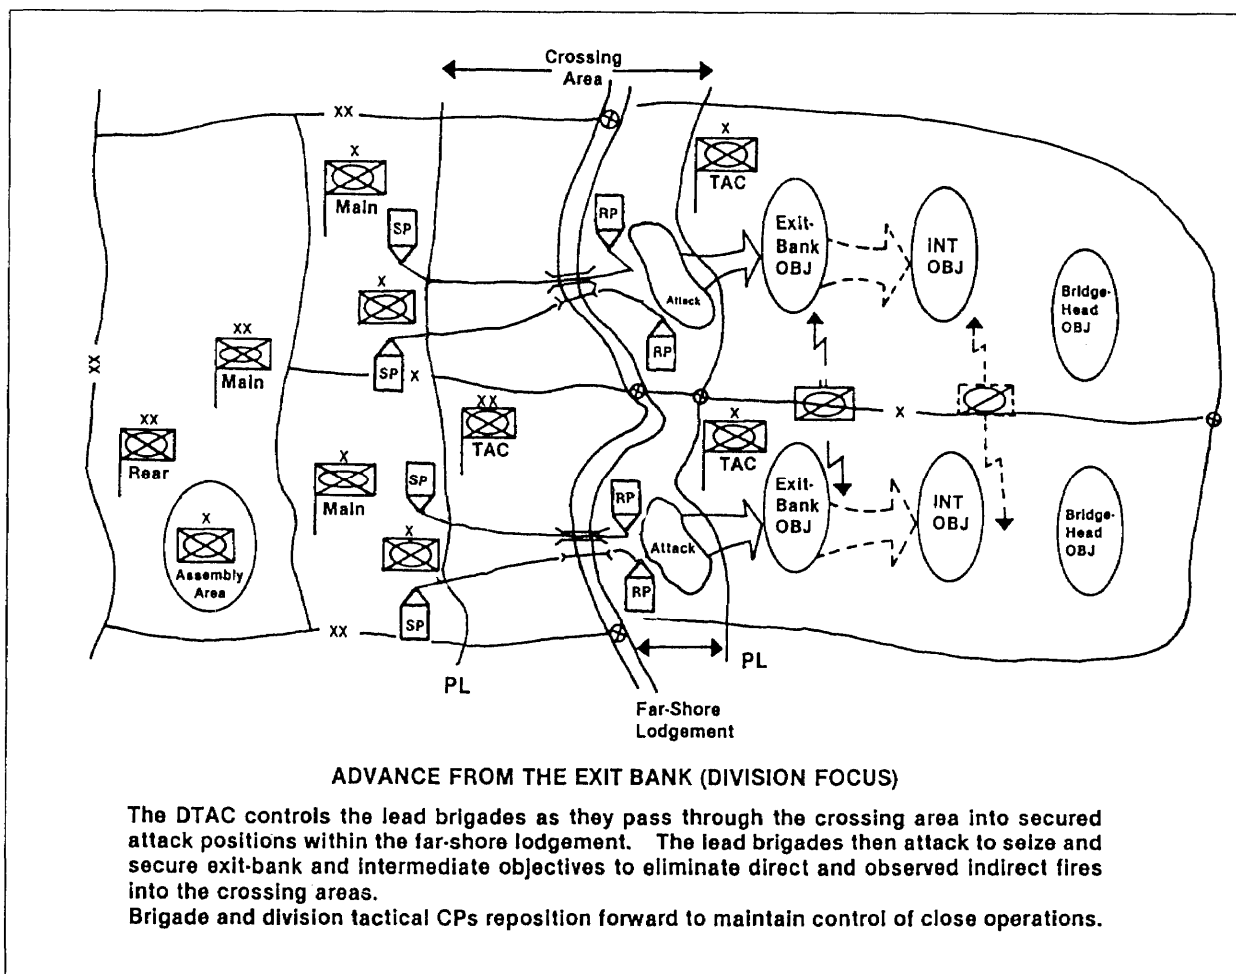 Crossing
Area
XX
X
X
TAC
Main
SP
RP
Exit-
Bank
OBJ
INT
OBJ
X
Attack
Bridge-
Head
OBJ
XX
Main
XX
SP
X
RP
X
XX
TAC
X
TAC
XX
Rear
X
Main
SP
RP
Exit-
Bank
OBJ
INT
OBJ
Bridge-
Head
OBJ
X
Assembly
Area
X
Attack
SP
RP
XX
PL
PL
Far-Shore
Lodgement
ADVANCE FROM THE EXIT BANK (DIVISION FOCUS)
The DTAC controls the lead brigades as they pass through the crossing area into secured
attack positions within the far-shore lodgement. The lead brigades then attack to seize and
secure exit-bank and intermediate objectives to eliminate direct and observed indirect fires
into the crossing areas.
Brigade and division tactical CPs reposition forward to maintain control of close operations.